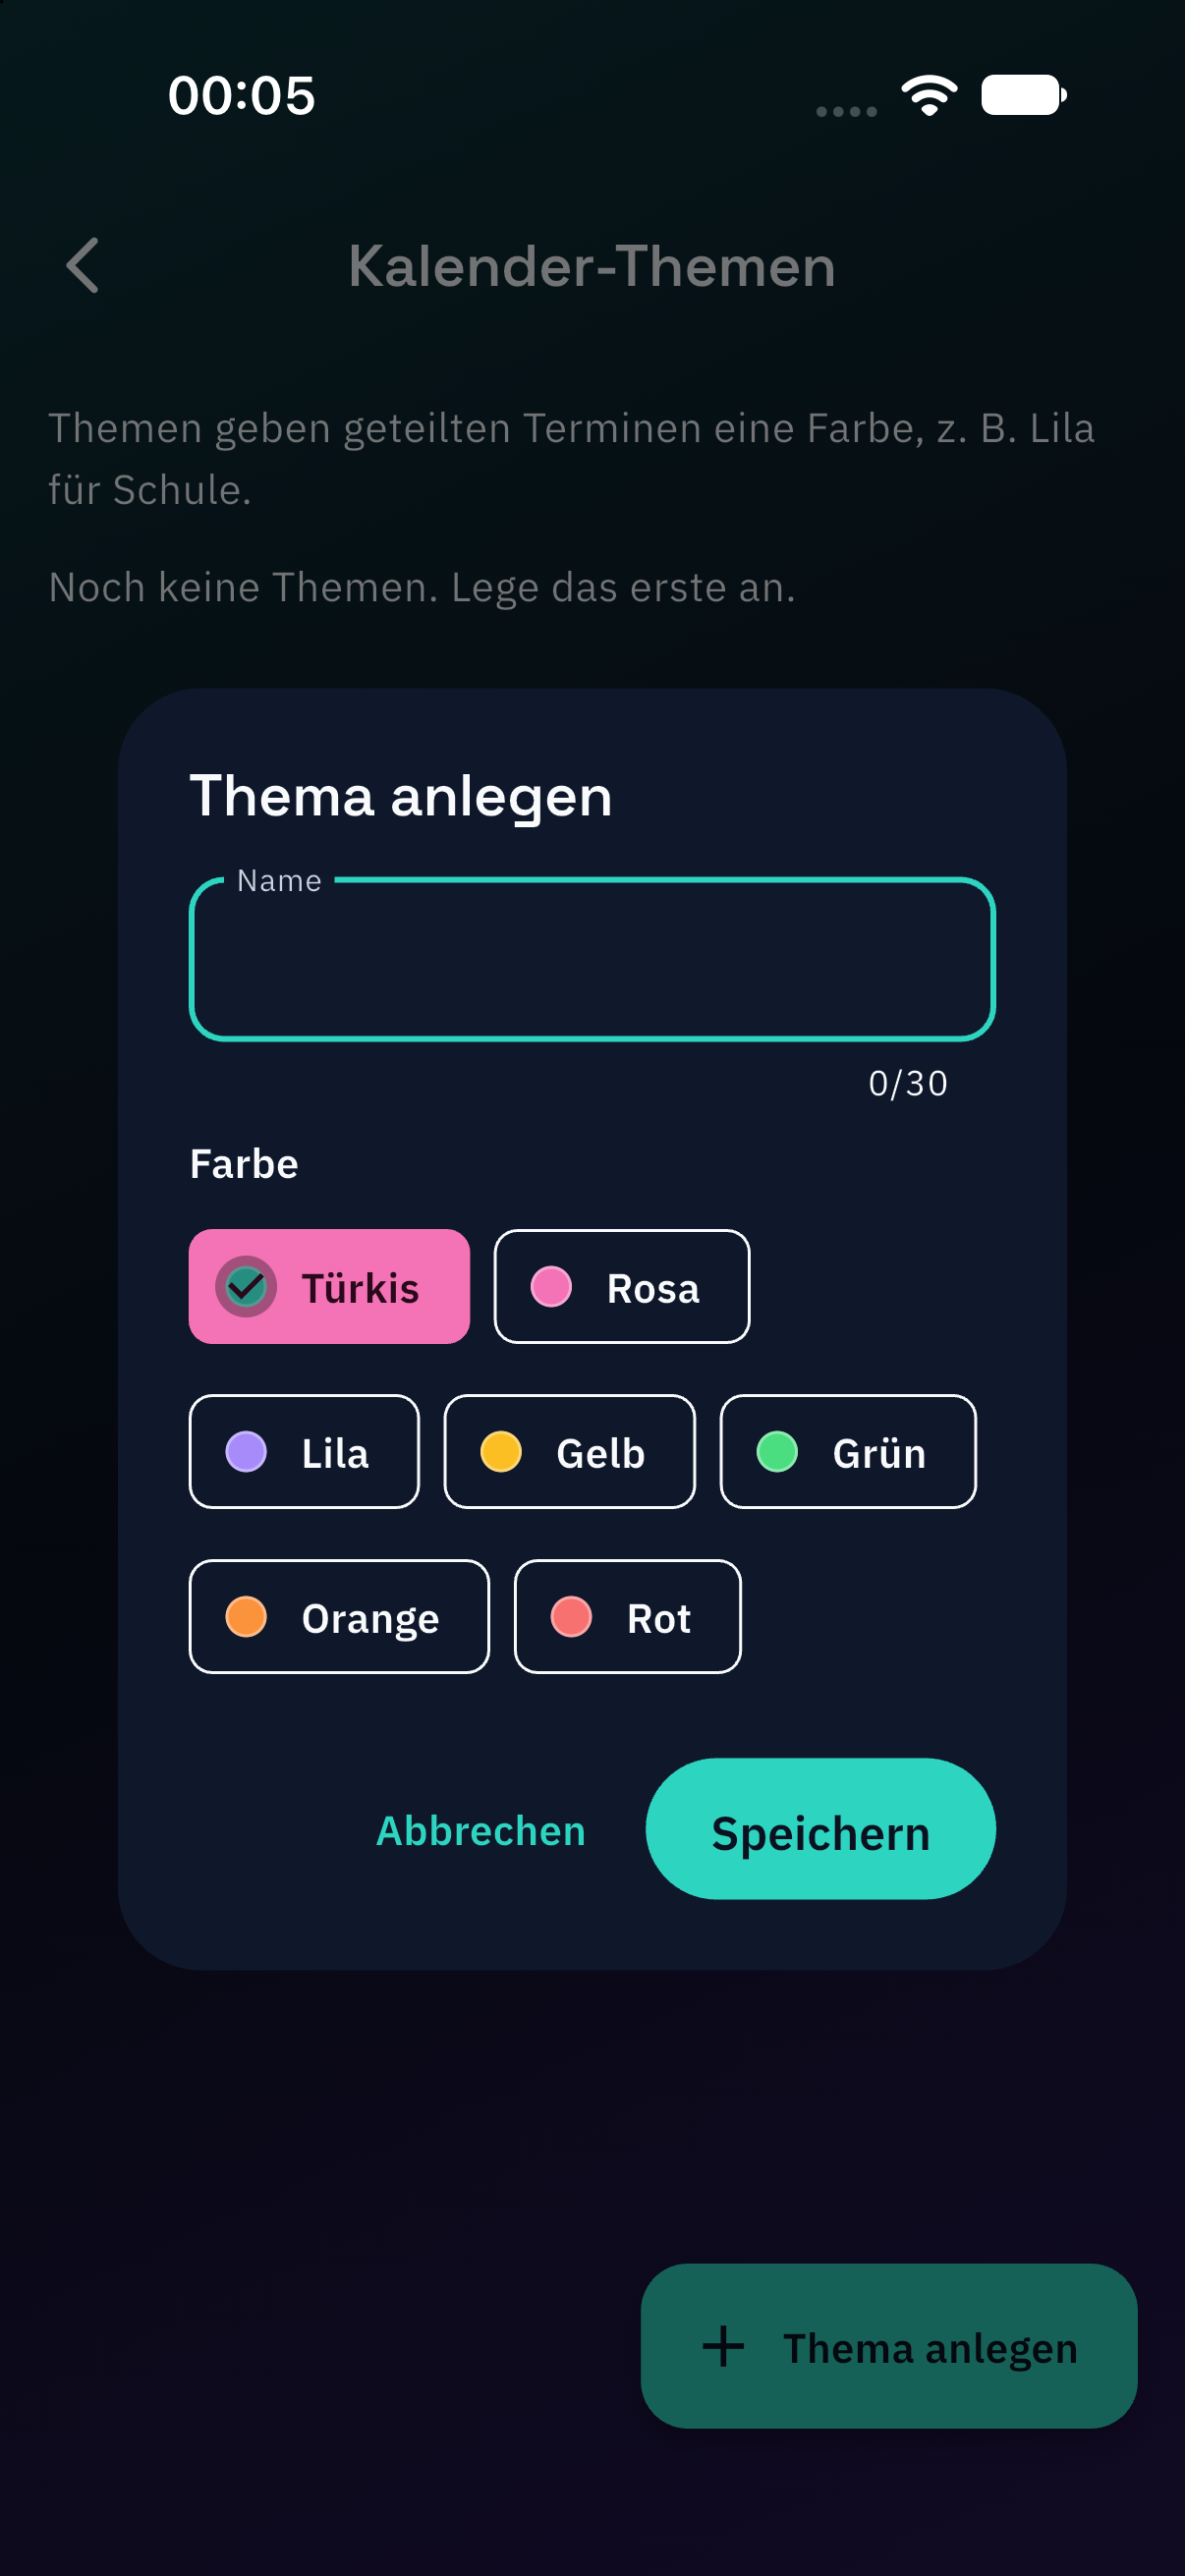 00:05
Kalender-Themen
Themen geben geteilten Terminen eine Farbe, z. B. Lila
für Schule.
Noch keine Themen. Lege das erste an.
Thema anlegen
Name
0/30
Farbe
Türkis
Rosa
Lila
Gelb
Grün
Orange
Rot
Abbrechen
Speichern
Thema anlegen